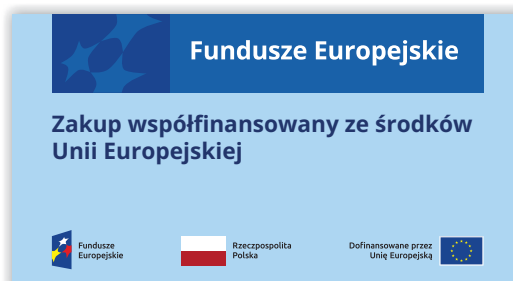 Fundusze Europejskie
Zakup współfinansowany ze środków
Unii Europejskiej
Fundusze
Europejskie
Rzeczpospolita
Polska
Dofinansowane przez
Unię Europejską